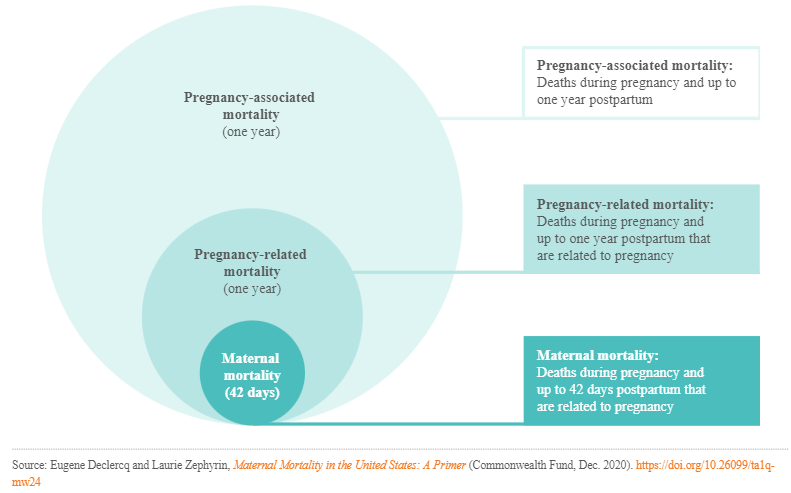 Pregnancy-associated
mortality
(one year)
Pregnancy-associated mortality:
Deaths during pregnancy and up to
one year postpartum
Pregnancy-related
mortality
(one year)
Pregnancy-related mortality:
Deaths during pregnancy and
up to one year postpartum that
are related to pregnancy
Maternal
mortality
(42 days)
Maternal mortality:
Deaths during pregnancy and
up to 42 days postpartum that
are related to pregnancy
Source: Eugene Declercq and Laurie Zephyrin, Maternal Mortality in the United States: A Primer (Commonwealth Fund, Dec. 2020). https://doi.org/10.26099/ta1q-
mw24